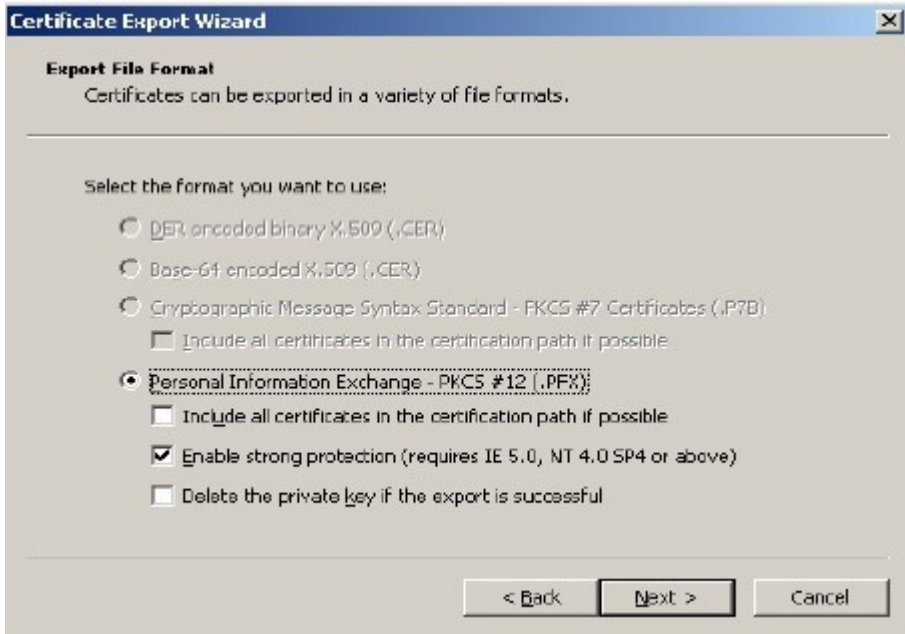 Certificate Export Wizard
Export File Format
Certificates can be exported in a variety of file formats.
Select the format you want to use:
DER encoded binary X.509 (.CER)
Base-64 encoded X.509 (.CER)
Cryptographic Message Syntax Standard - PKCS #7 Certificates (.P7B)
Include all certificates in the certification path if possible
Personal Information Exchange - PKCS #12 (.PFX)
Include all certificates in the certification path if possible
Enable strong protection (requires IE 5.0, NT 4.0 SP4 or above)
Delete the private key if the export is successful
< Back Next > Cancel